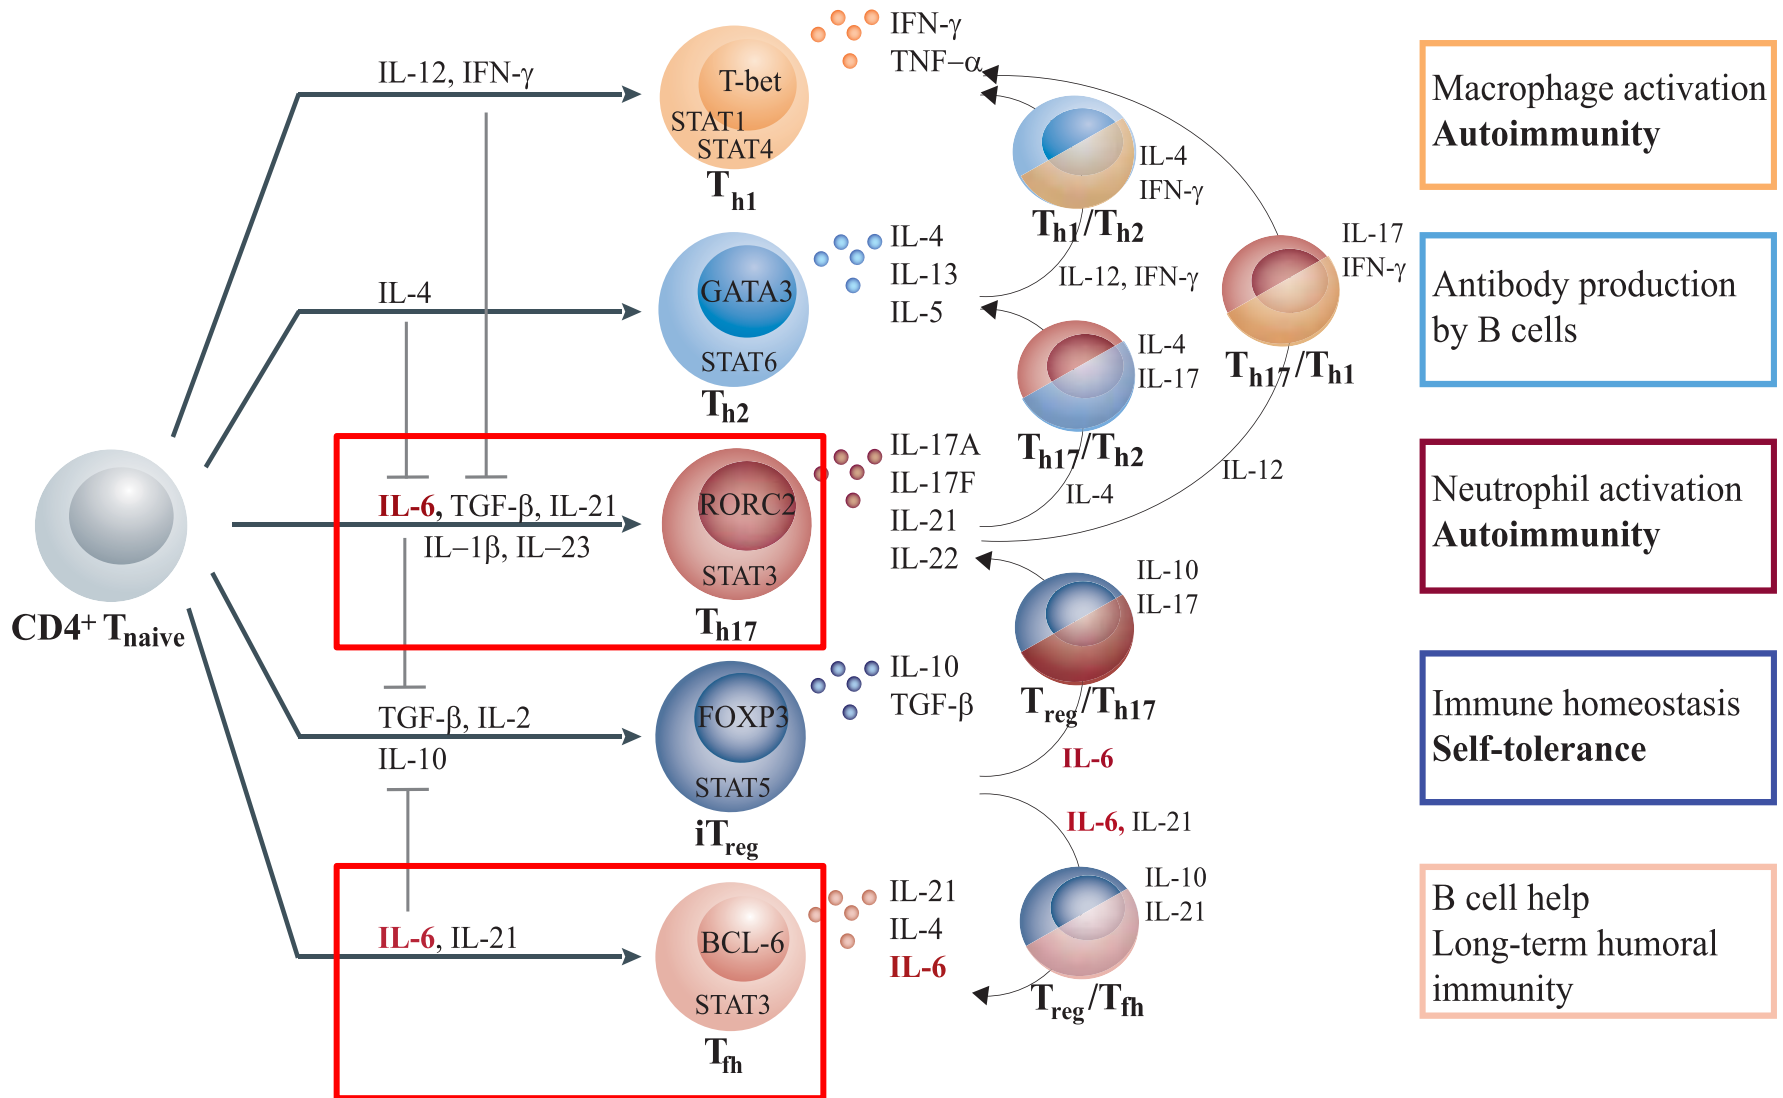 IL-12, IFN-γ
T-bet
STAT1
STAT4
Th1
IFN-γ
TNF–α
IL-4
IFN-γ
Th1/Th2
IL-12, IFN-γ
Macrophage activation
Autoimmunity
IL-4
GATA3
STAT6
Th2
IL-4
IL-13
IL-5
IL-4
IL-17
Th17/Th2
IL-4
IL-17
IFN-γ
Th17/Th1
IL-12
Antibody production
by B cells
CD4+ Tnaive
IL-6, TGF-β, IL-21
IL–1β, IL–23
RORC2
STAT3
Th17
IL-17A
IL-17F
IL-21
IL-22
IL-10
IL-17
Treg/Th17
IL-6
Neutrophil activation
Autoimmunity
TGF-β, IL-2
IL-10
FOXP3
STAT5
iTreg
IL-10
TGF-β
Immune homeostasis
Self-tolerance
IL-6, IL-21
BCL-6
STAT3
Tfh
IL-21
IL-4
IL-6
IL-6, IL-21
IL-10
IL-21
Treg/Tfh
B cell help
Long-term humoral
immunity